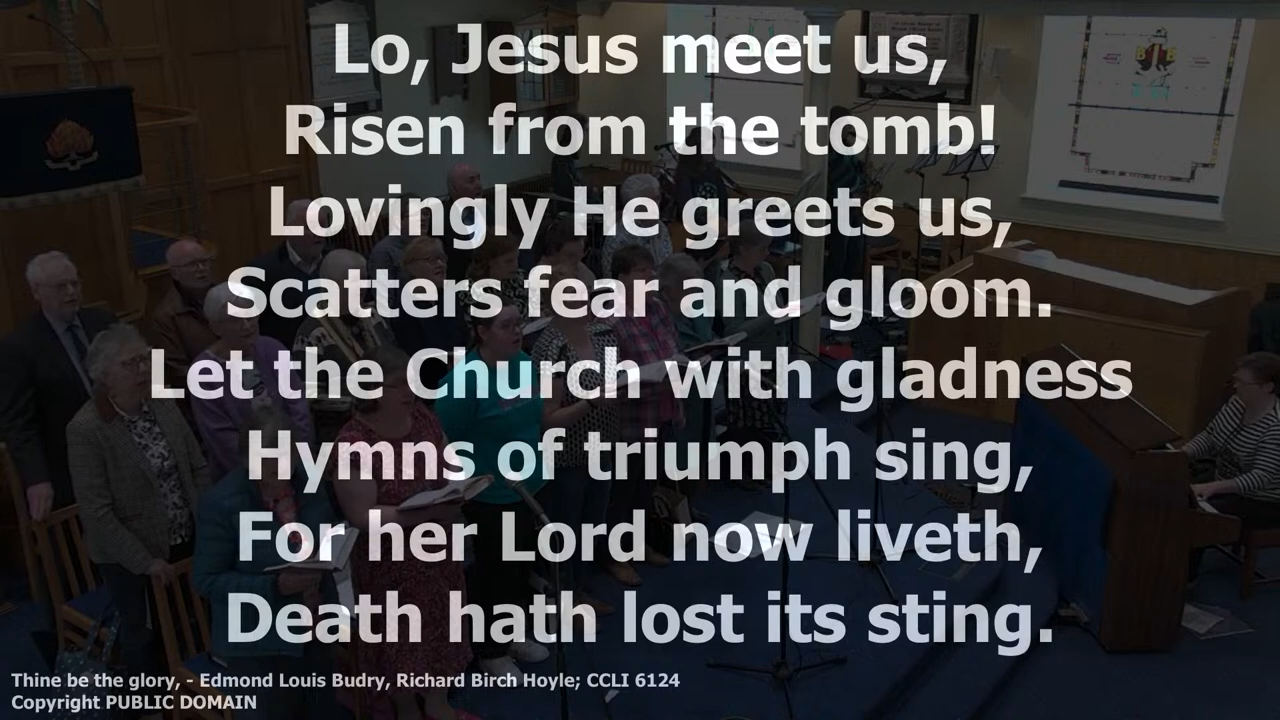 Lo, Jesus meet us,
Risen from the tomb!
Lovingly He greets us,
Scatters fear and gloom.
Let the Church with gladness
Hymns of triumph sing,
For her Lord now liveth,
Death hath lost its sting.
Thine be the glory, - Edmond Louis Budry, Richard Birch Hoyle; CCLI 6124
Copyright PUBLIC DOMAIN